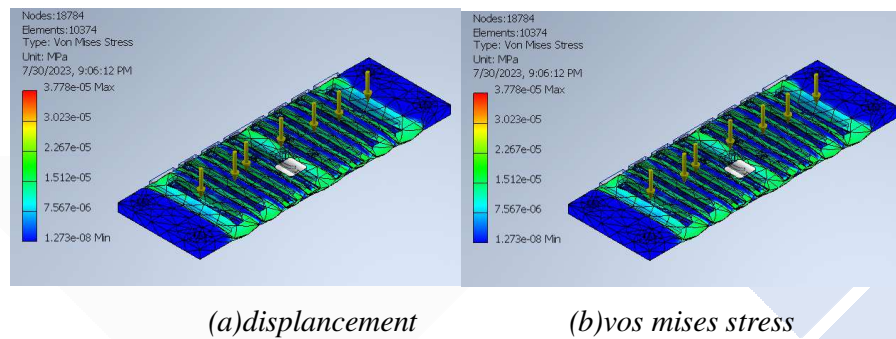 Nodes:18784
Elements:10374
Type: Von Mises Stress
Unit: MPa
7/30/2023, 9:06:12 PM
3.778e-05 Max
3.023e-05
2.267e-05
1.512e-05
7.567e-06
1.273e-08 Min
Nodes:18784
Elements:10374
Type: Von Mises Stress
Unit: MPa
7/30/2023, 9:06:12 PM
3.778e-05 Max
3.023e-05
2.267e-05
1.512e-05
7.567e-06
1.273e-08 Min
(a)displancement
(b)vos mises stress